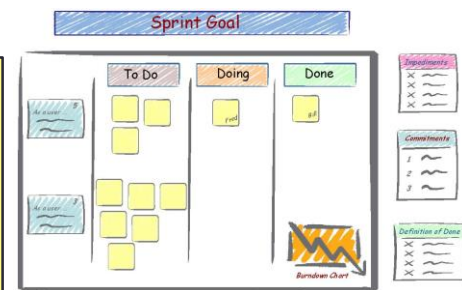 Sprint Goal
To Do
Doing
Done
As a user
Fred
As a user
Burndown Chart
Impediments
Commitments
1
2
3
Definition of Done